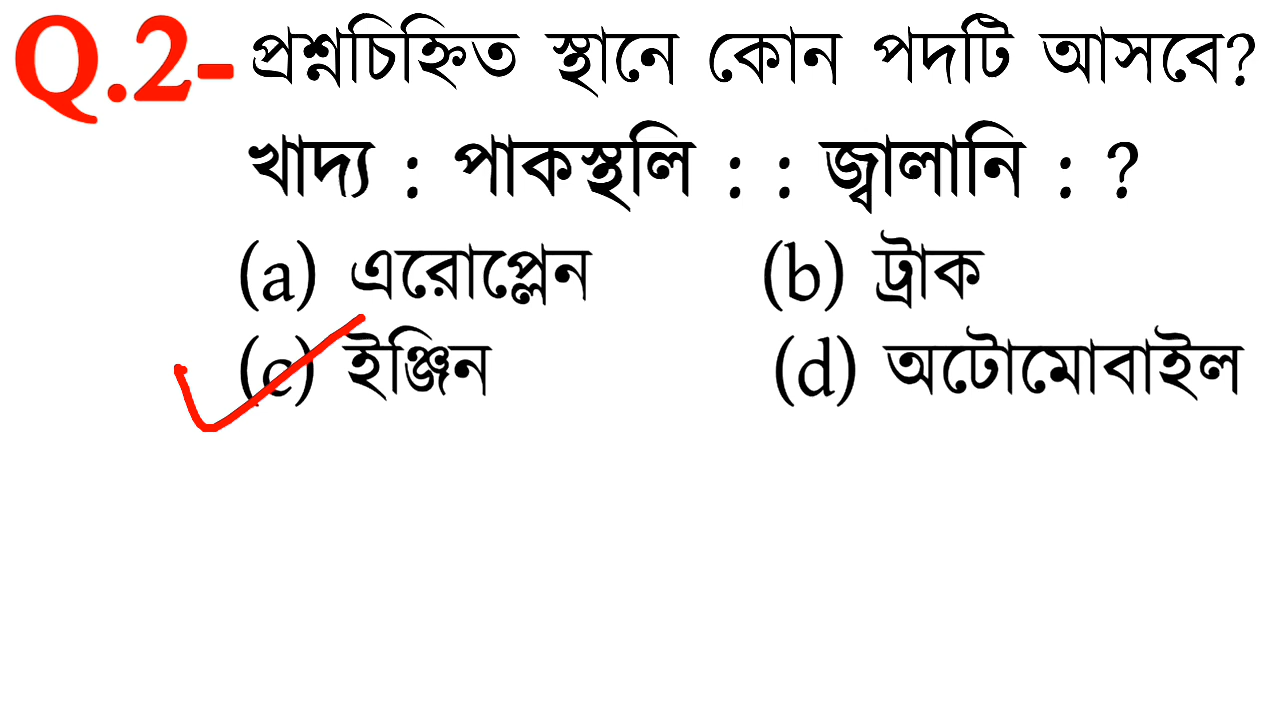 Q.2- প্রশ্নচিহ্নিত স্থানে কোন পদটি আসবে?
খাদ্য : পাকস্থলি : : জ্বালানি : ?
(a) এরোপ্লেন (b) ট্রাক
(c) ইঞ্জিন (d) অটোমোবাইল